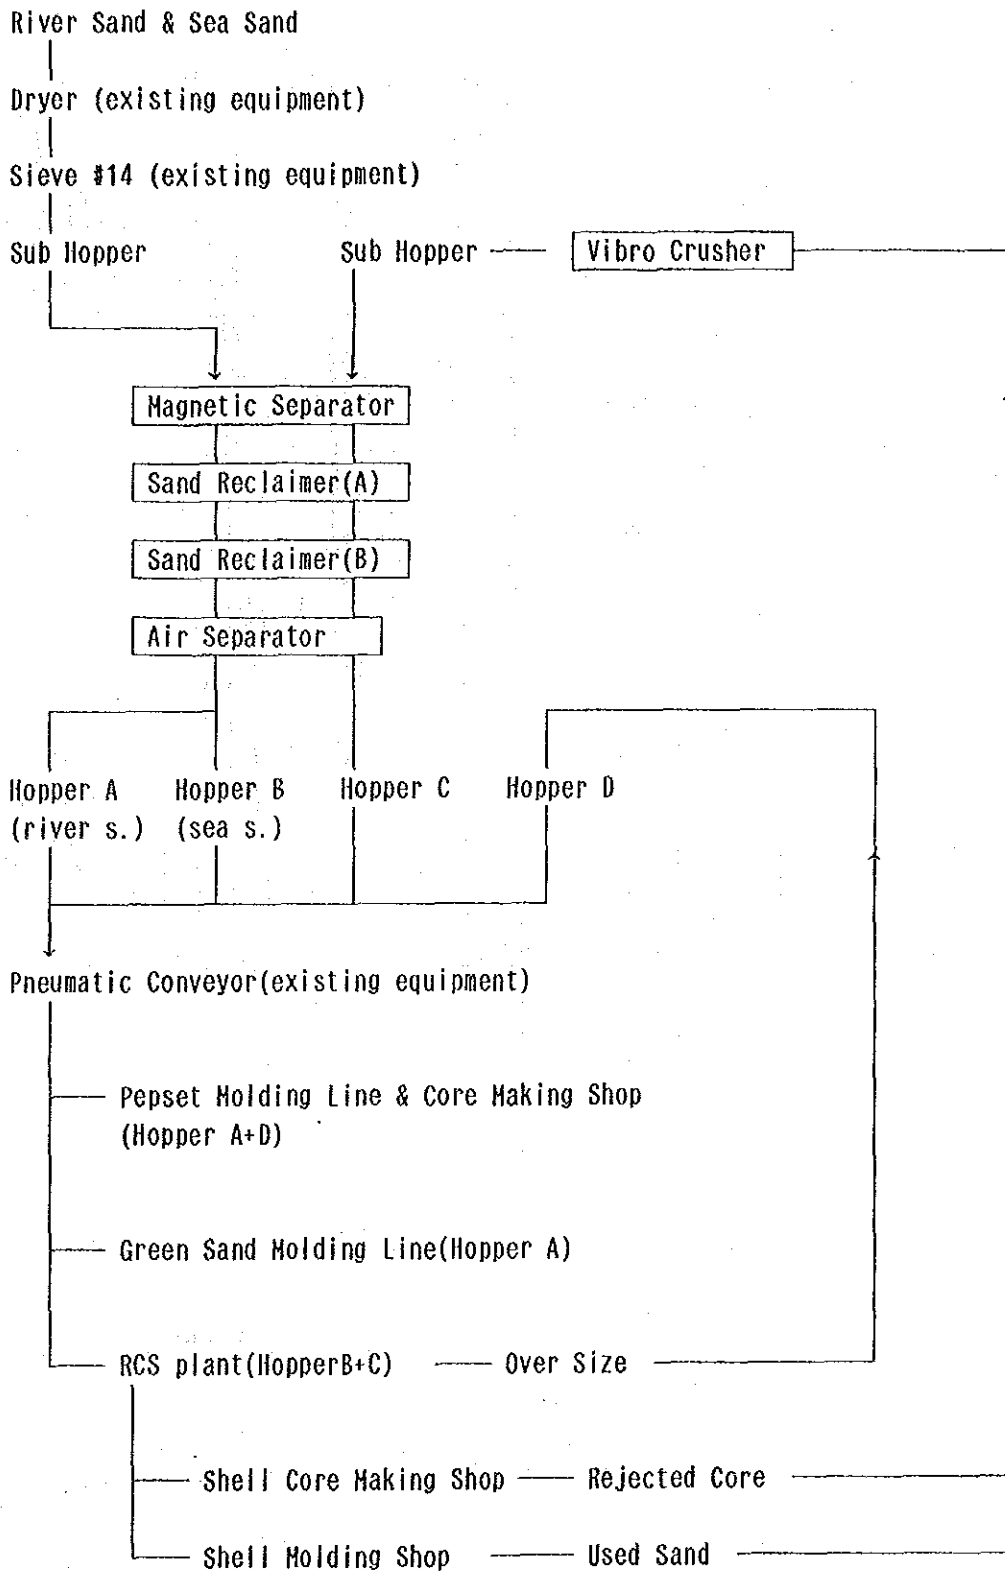 River Sand & Sea Sand
Dryer (existing equipment)
Sieve #14 (existing equipment)
Sub Hopper
Sub Hopper
Vibro Crusher
Magnetic Separator
Sand Reclaimer(A)
Sand Reclaimer(B)
Air Separator
Hopper A
(river s.)
Hopper B
(sea s.)
Hopper C
Hopper D
Pneumatic Conveyor(existing equipment)
Pepset Molding Line & Core Making Shop
(Hopper A+D)
Green Sand Molding Line(Hopper A)
RCS plant(HopperB+C)
Over Size
Shell Core Making Shop
Rejected Core
Shell Molding Shop
Used Sand